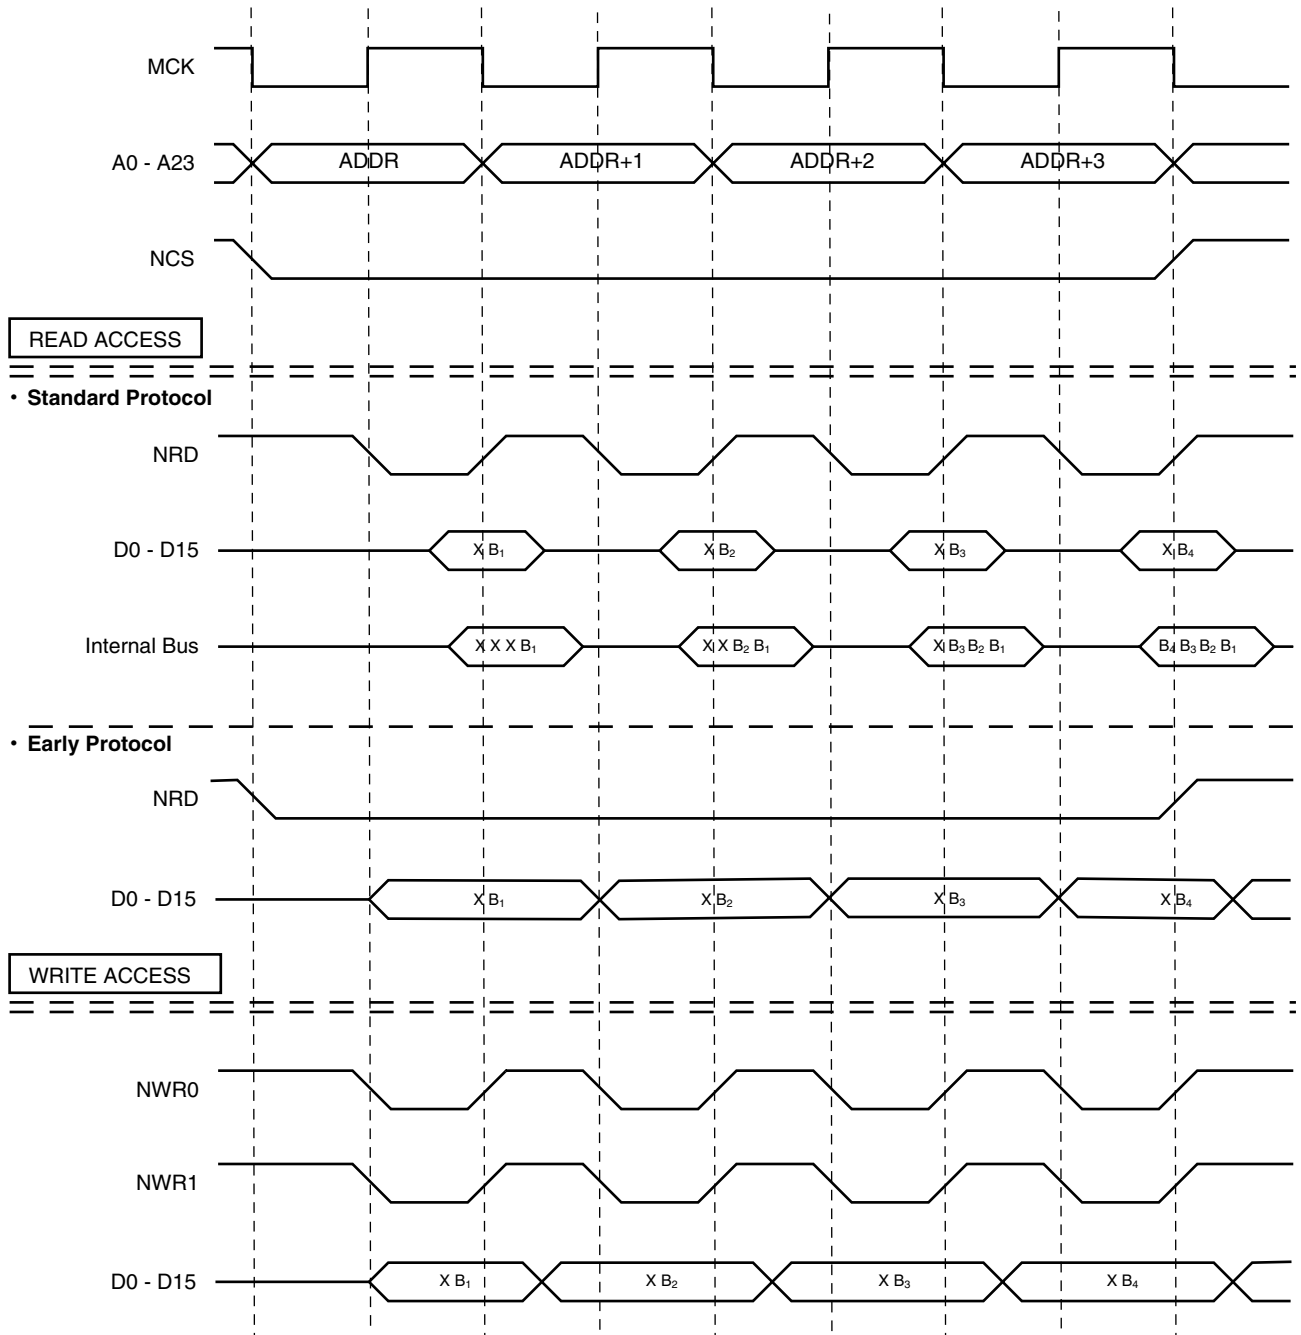 MCK
A0 - A23 ADDR ADDR+1 ADDR+2 ADDR+3
NCS
READ ACCESS
• Standard Protocol
NRD
D0 - D15 X B₁ X B₂ X B₃ X B₄
Internal Bus X X X B₁ X X B₂ B₁ X B₃ B₂ B₁ B₄ B₃ B₂ B₁
• Early Protocol
NRD
D0 - D15 X B₁ X B₂ X B₃ X B₄
WRITE ACCESS
NWR0
NWR1
D0 - D15 X B₁ X B₂ X B₃ X B₄